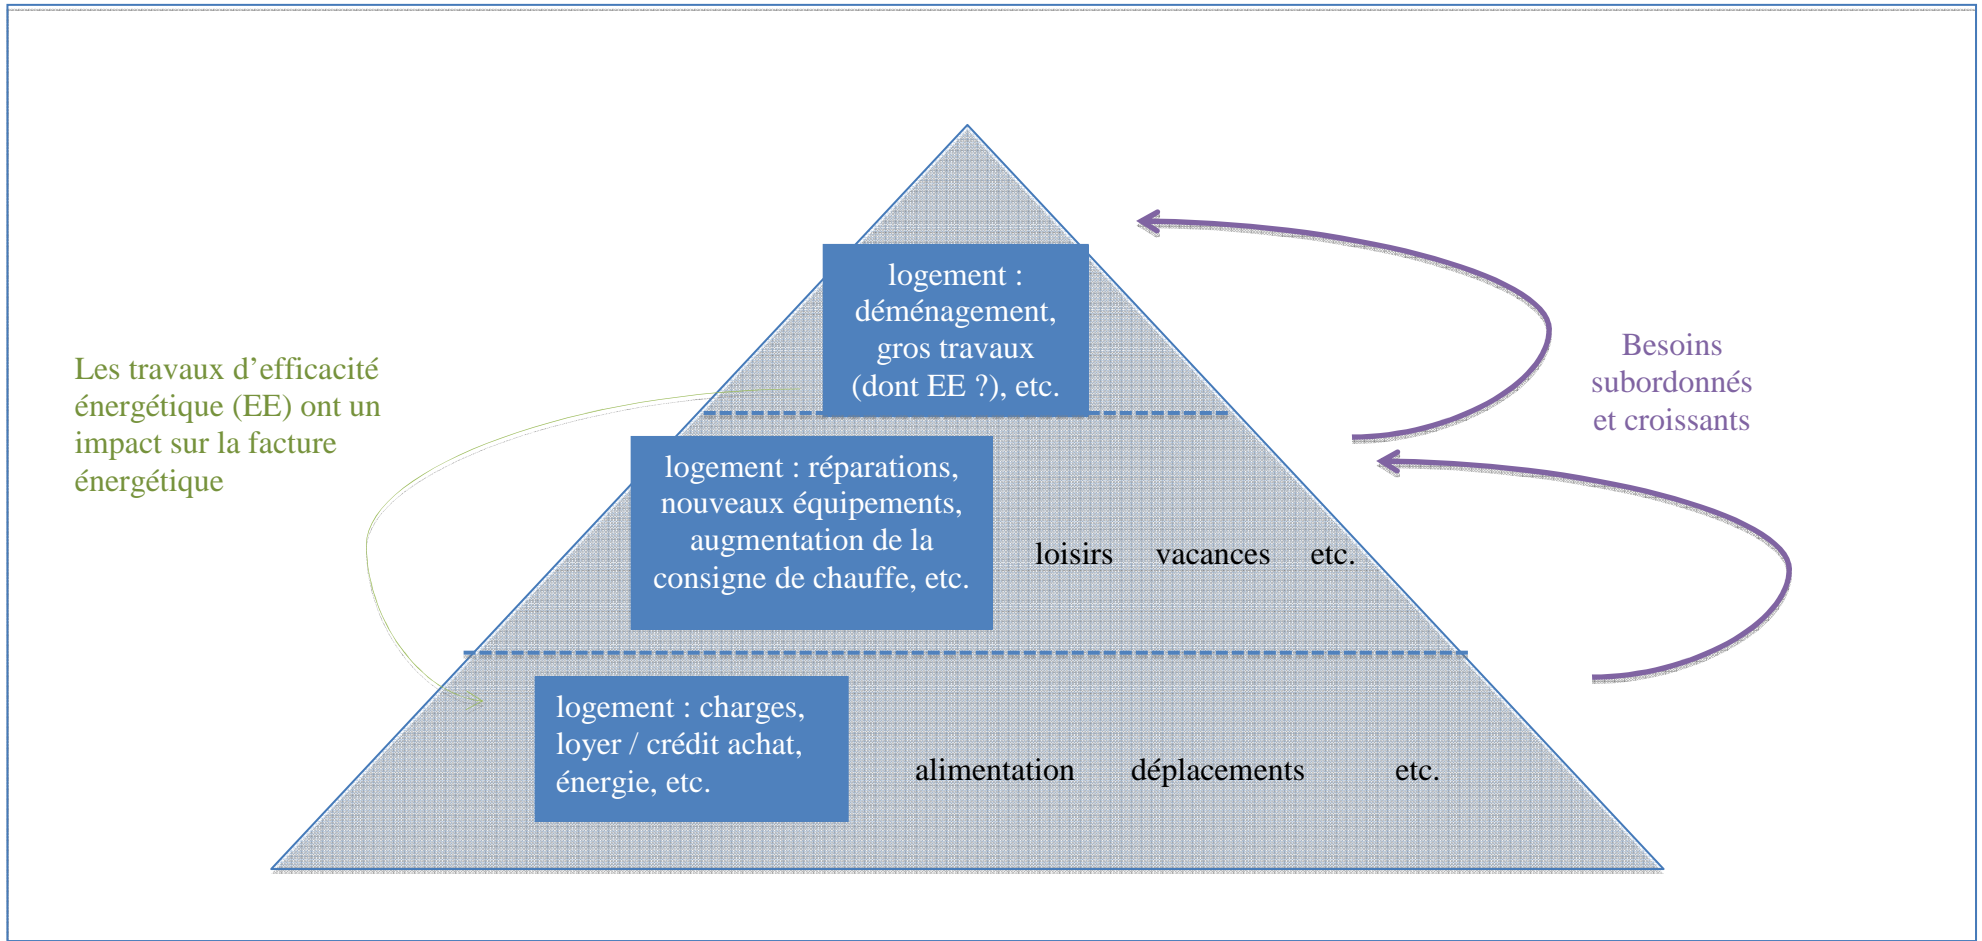 logement :
déménagement,
gros travaux
(dont EE ?), etc.
Les travaux d’efficacité
énergétique (EE) ont un
impact sur la facture
énergétique
Besoins
subordonnés
et croissants
logement : réparations,
nouveaux équipements,
augmentation de la
consigne de chauffe, etc.
loisirs vacances etc.
logement : charges,
loyer / crédit achat,
énergie, etc.
alimentation déplacements etc.